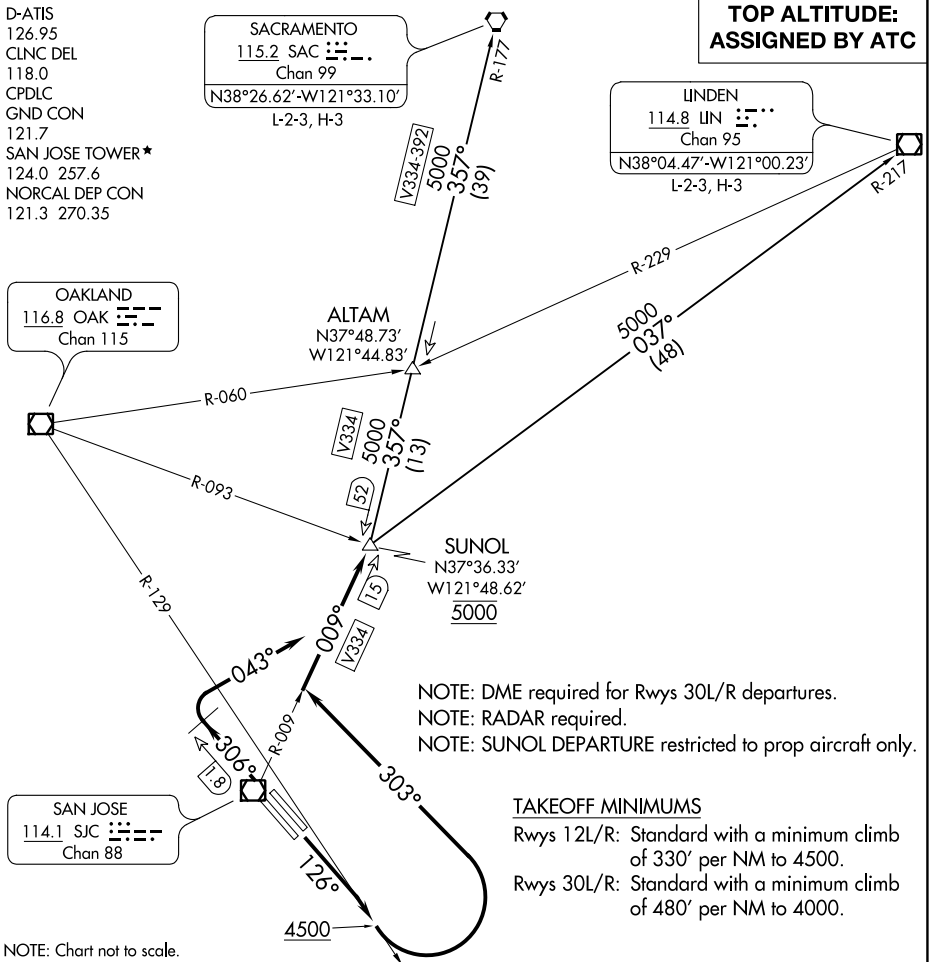 D-ATIS
126.95
CLNC DEL
118.0
CPDLC
GND CON
121.7
SAN JOSE TOWER★
124.0 257.6
NORCAL DEP CON
121.3 270.35
SACRAMENTO
115.2 SAC
Chan 99
N38°26.62'-W121°33.10'
L-2-3, H-3
R-177
TOP ALTITUDE:
ASSIGNED BY ATC
LINDEN
114.8 LIN
Chan 95
N38°04.47'-W121°00.23'
L-2-3, H-3
R-217
V334-392
5000
357°
(39)
R-229
5000
037°
(48)
OAKLAND
116.8 OAK
Chan 115
ALTAM
N37°48.73'
W121°44.83'
R-060
V334
5000
357°
(13)
R-093
52
SUNOL
N37°36.33'
W121°48.62'
5000
15
R-129
009°
V334
043°
NOTE: DME required for Rwys 30L/R departures.
NOTE: RADAR required.
NOTE: SUNOL DEPARTURE restricted to prop aircraft only.
306°
R-009
1.8
303°
SAN JOSE
114.1 SJC
Chan 88
TAKEOFF MINIMUMS
Rwys 12L/R: Standard with a minimum climb
of 330' per NM to 4500.
Rwys 30L/R: Standard with a minimum climb
of 480' per NM to 4000.
126°
4500
NOTE: Chart not to scale.